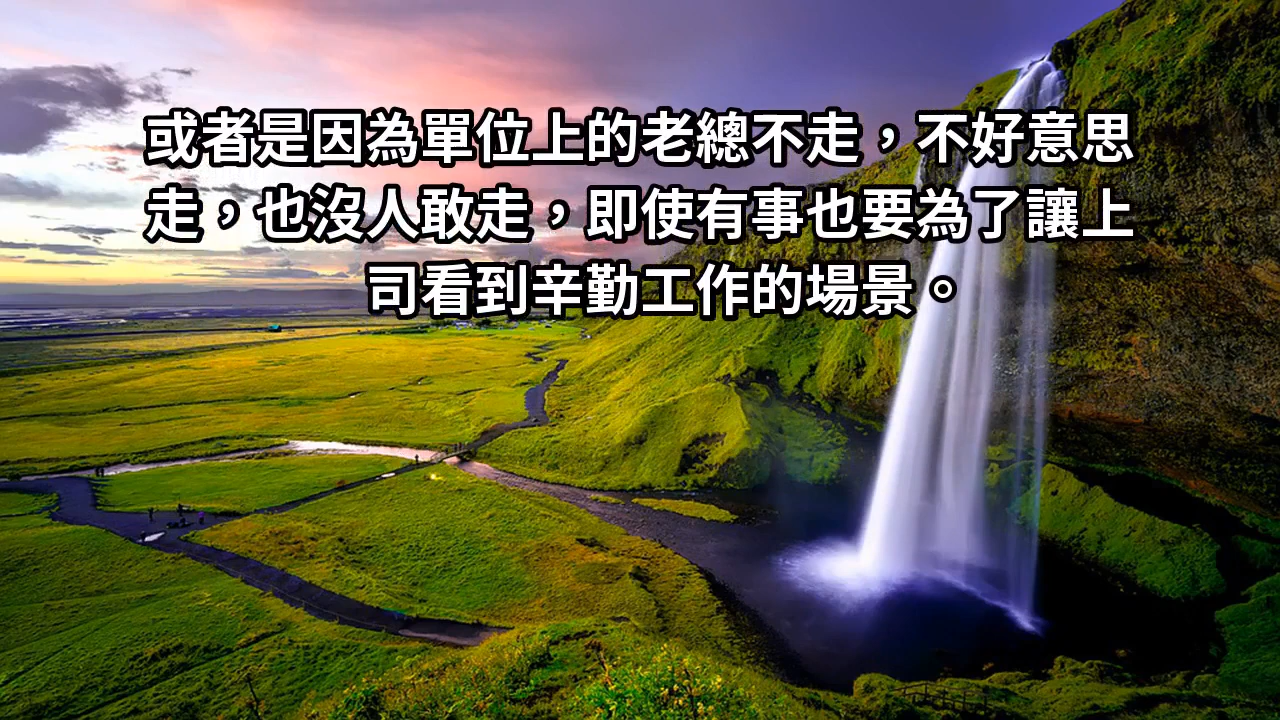 或者是因為單位上的老總不走，不好意思
走，也沒人敢走，即使有事也要為了讓上
司看到辛勤工作的場景。